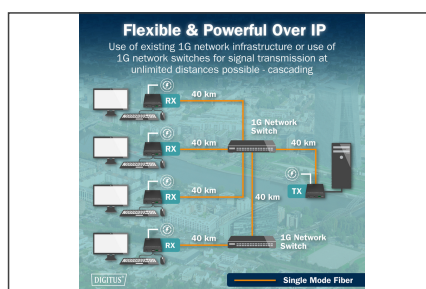 Flexible & Powerful Over IP
Use of existing 1G network infrastructure or use of
1G network switches for signal transmission at
unlimited distances possible - cascading
RX
40 km
40 km
1G Network
Switch
RX
40 km
40 km
TX
RX
40 km
40 km
RX
40 km
1G Network
Switch
DIGITUS
Single Mode Fiber